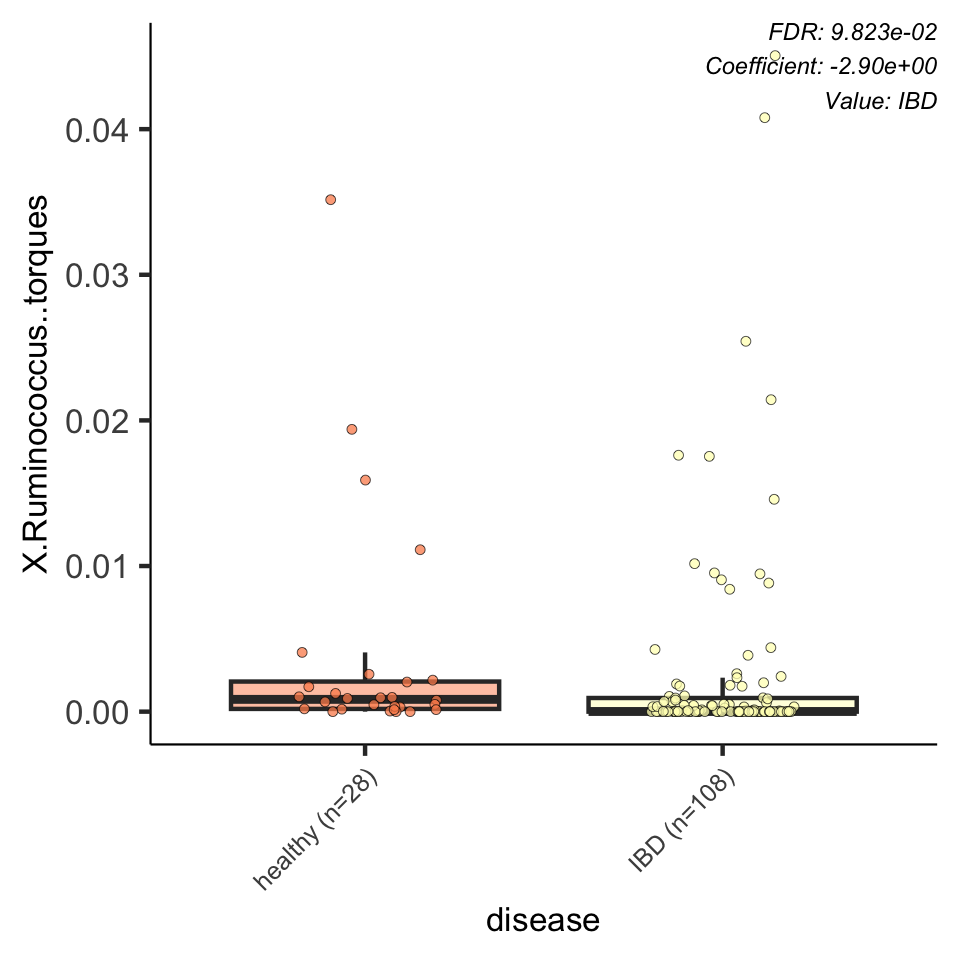 FDR: 9.823e-02
Coefficient: -2.90e+00
Value: IBD
X.Ruminococcus..torques
0.04
0.03
0.02
0.01
0.00
healthy (n=28)
IBD (n=108)
disease